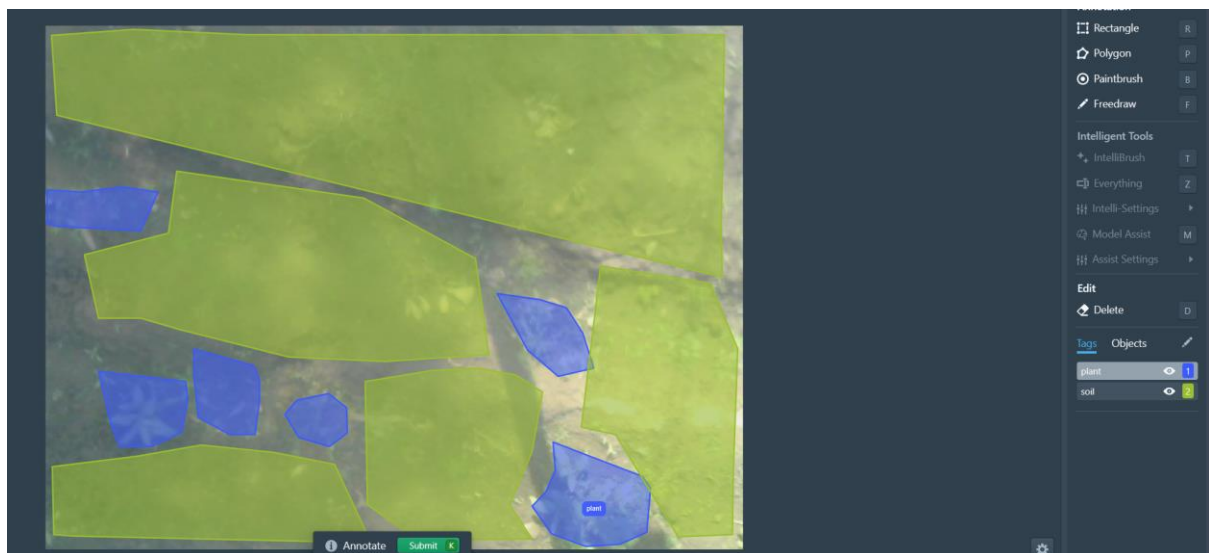 Annotation
Rectangle R
Polygon P
Paintbrush B
Freedraw F
Intelligent Tools
IntelliBrush T
Everything Z
Intelli-Settings
Model Assist M
Assist Settings
Edit
Delete D
Tags Objects
plant 1
soil 2
plant
Annotate Submit K